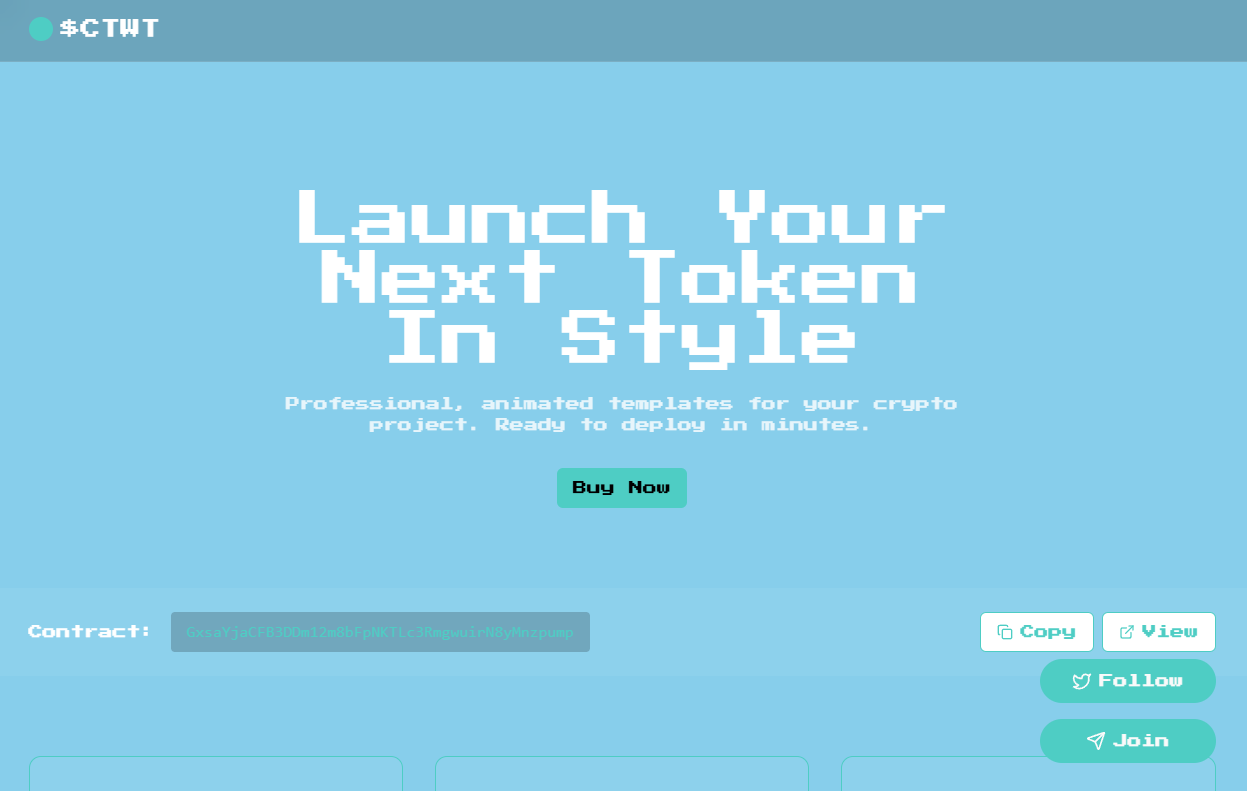 $CTWT
Launch Your
Next Token
In Style
Professional, animated templates for your crypto
project. Ready to deploy in minutes.
Buy Now
Contract:
GxsaYjaCFB3DDm12m8bFpNKTLc3RmgwuirN8yMnzpump
Copy
View
Follow
Join